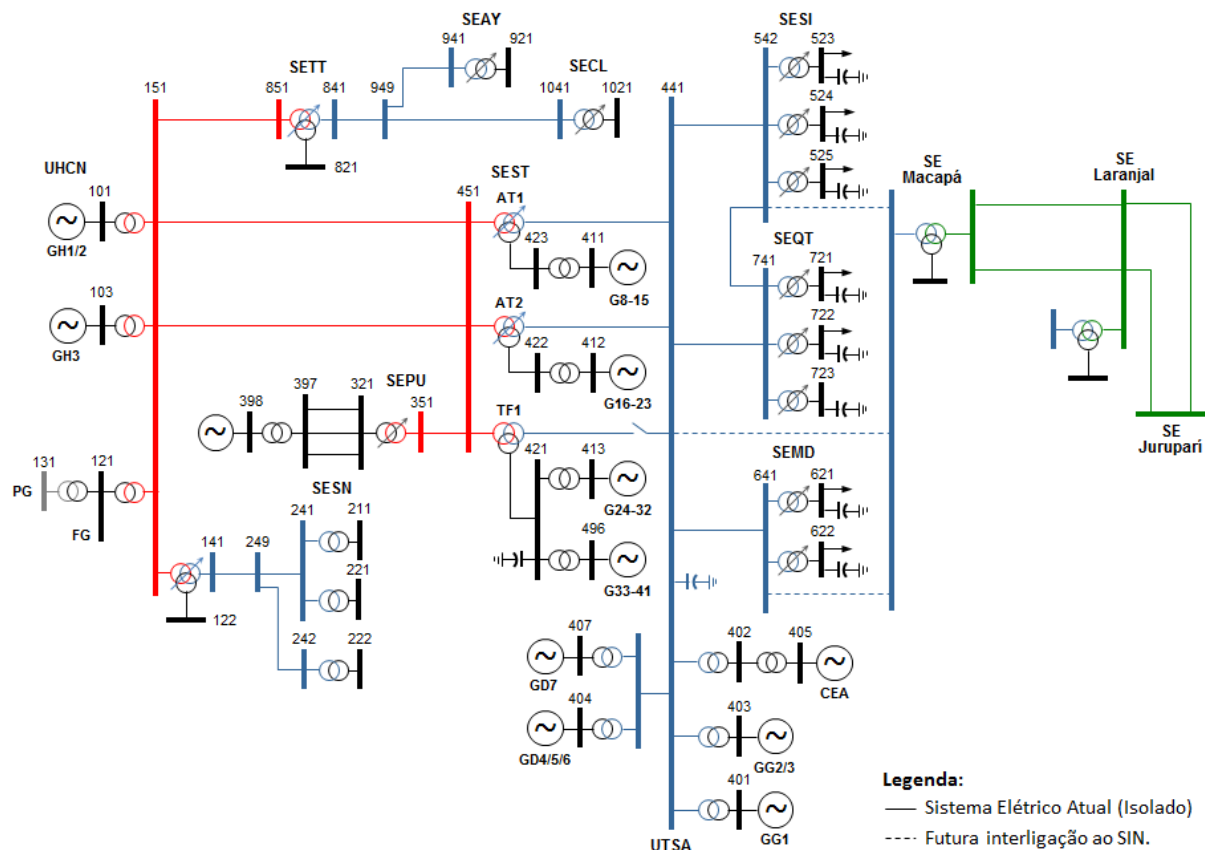 SEAY
941
921
SESI
542
523
SETT
851
841
949
SECL
1041
1021
441
151
524
821
525
SE
Macapá
SE
Laranjal
UHCN
101
GH1/2
451
SEST
AT1
423
411
G8-15
SEQT
741
721
103
GH3
AT2
422
412
G16-23
722
723
SEPU
398
397
321
351
TF1
421
413
G24-32
496
G33-41
SE
Jurupari
SEMD
641
621
622
131
PG
121
FG
SESN
241
211
141
249
221
122
242
222
407
GD7
404
GD4/5/6
402
405
CEA
403
GG2/3
401
GG1
UTSA
Legenda:
Sistema Elétrico Atual (Isolado)
Futura interligação ao SIN.